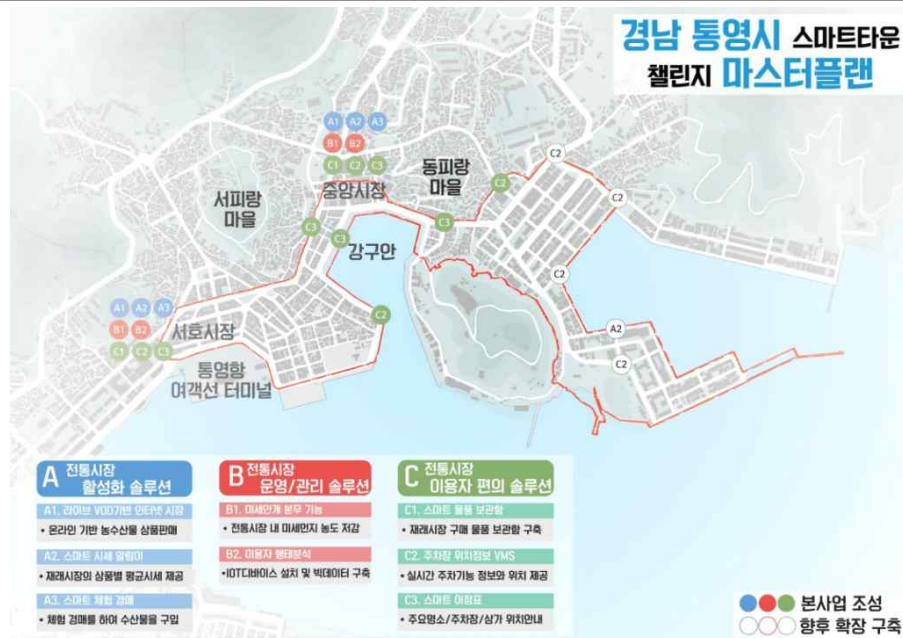 경남 통영시 스마트타운
챌린지 마스터플랜
A1 A2 A3
B1 B2
C1 C2 C3
중앙시장
동피랑
마을
서피랑
마을
C2
C2
C2
C3
C3
C3
강구안
C2
C2
A2
C2
A1 A2 A3
B1 B2
C1 C2 C3
서호시장
통영항
여객선 터미널
A 전통시장
활성화 솔루션
A1. 라이브 VOD기반 인터넷 시장
• 온라인 기반 농수산물 상품판매
A2. 스마트 시세 알림이
• 재래시장의 상품별 평균시세 제공
A3. 스마트 체험 경매
• 체험 경매를 하여 수산물을 구입
B 전통시장
운영/관리 솔루션
B1. 미세안개 분무 기능
• 전통시장 내 미세먼지 농도 저감
B2. 이용자 행태분석
•IOT디바이스 설치 및 빅데이터 구축
C 전통시장
이용자 편의 솔루션
C1. 스마트 물품 보관함
• 재래시장 구매 물품 보관함 구축
C2. 주차장 위치정보 VMS
• 실시간 주차가능 정보와 위치 제공
C3. 스마트 이정표
• 주요명소/주차장/상가 위치안내
본사업 조성
향후 확장 구축